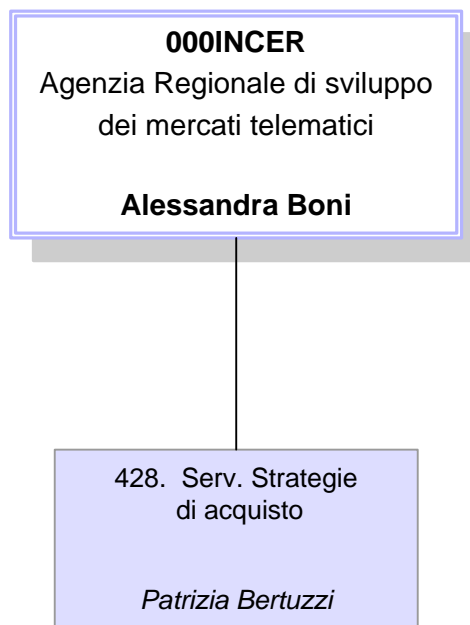 000INCER
Agenzia Regionale di sviluppo
dei mercati telematici
Alessandra Boni
428. Serv. Strategie
di acquisto
Patrizia Bertuzzi